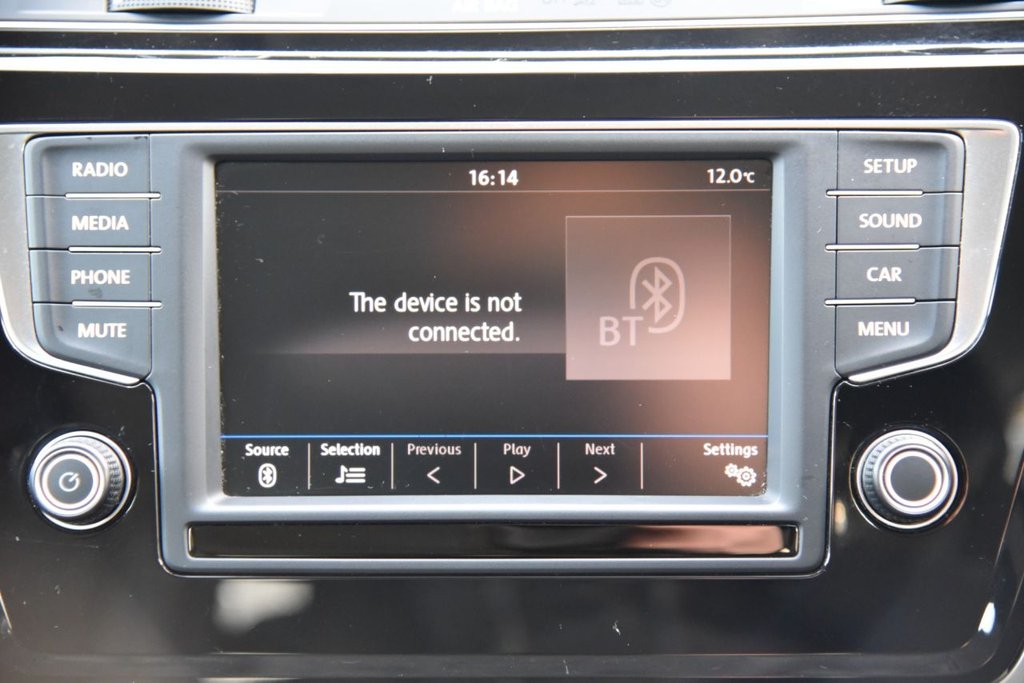 RADIO
MEDIA
PHONE
MUTE
16:14
12.0°C
The device is not
connected.
BT
Source
Selection
Previous
Play
Next
Settings
SETUP
SOUND
CAR
MENU